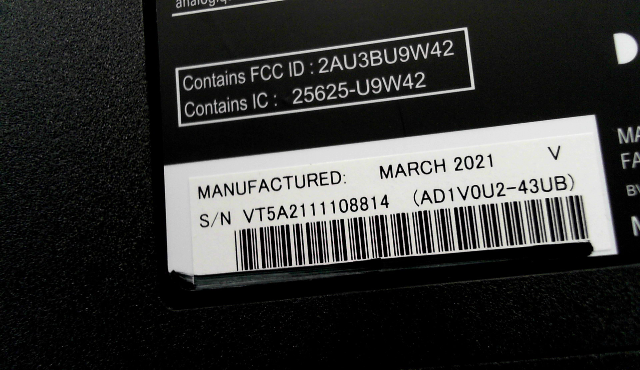 Contains FCC ID : 2AU3BU9W42
Contains IC : 25625-U9W42
MANUFACTURED: MARCH 2021 V
S/N VT5A2111108814 (AD1V0U2-43UB)